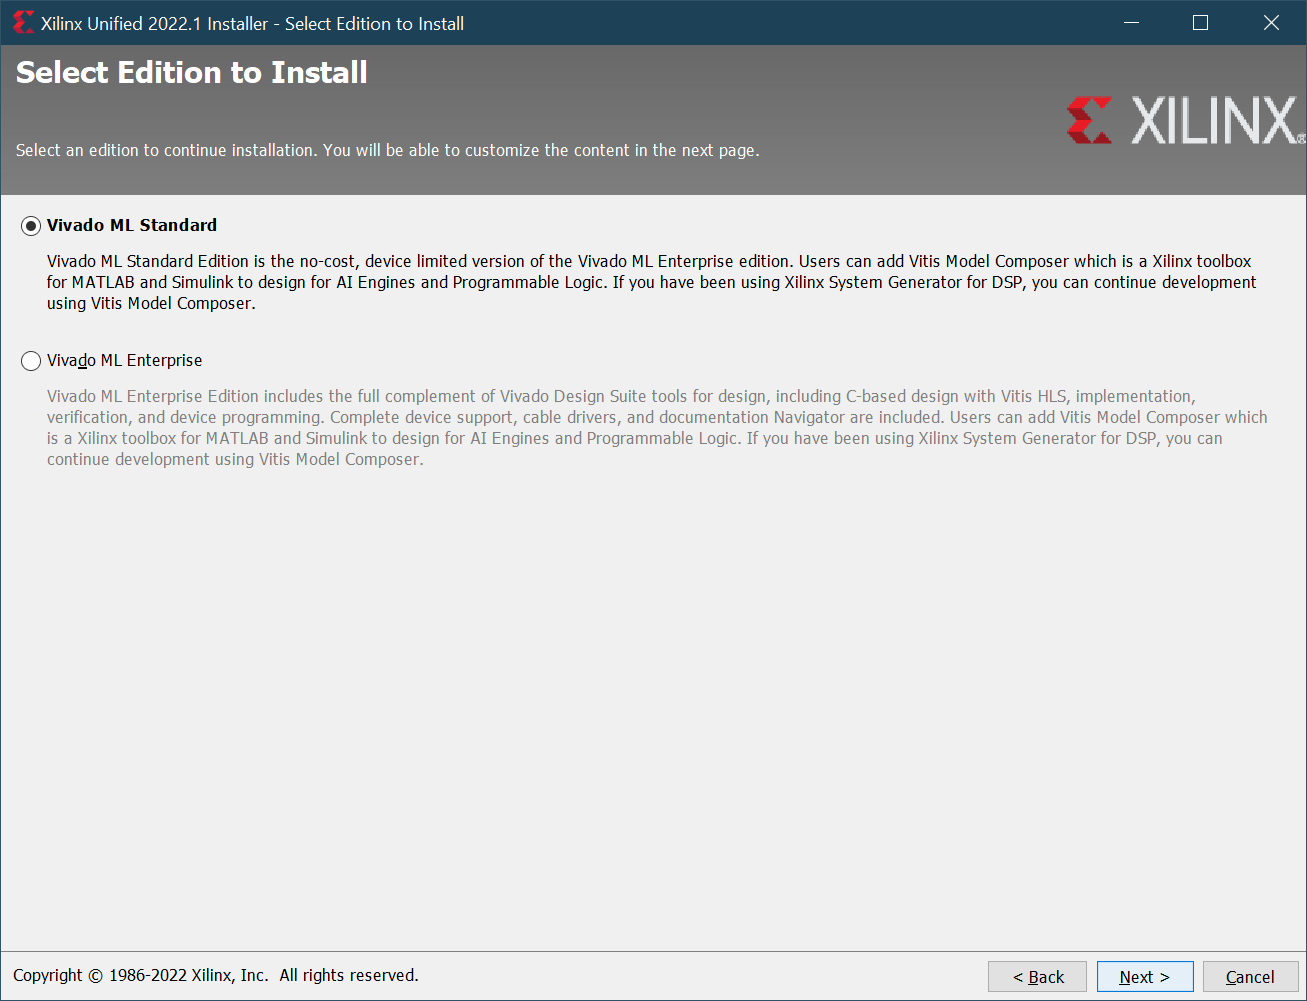 Xilinx Unified 2022.1 Installer - Select Edition to Install
Select Edition to Install
XILINX®
Select an edition to continue installation. You will be able to customize the content in the next page.
Vivado ML Standard
Vivado ML Standard Edition is the no-cost, device limited version of the Vivado ML Enterprise edition. Users can add Vitis Model Composer which is a Xilinx toolbox
for MATLAB and Simulink to design for AI Engines and Programmable Logic. If you have been using Xilinx System Generator for DSP, you can continue development
using Vitis Model Composer.
Vivado ML Enterprise
Vivado ML Enterprise Edition includes the full complement of Vivado Design Suite tools for design, including C-based design with Vitis HLS, implementation,
verification, and device programming. Complete device support, cable drivers, and documentation Navigator are included. Users can add Vitis Model Composer which
is a Xilinx toolbox for MATLAB and Simulink to design for AI Engines and Programmable Logic. If you have been using Xilinx System Generator for DSP, you can
continue development using Vitis Model Composer.
Copyright © 1986-2022 Xilinx, Inc.  All rights reserved.
< Back
Next >
Cancel